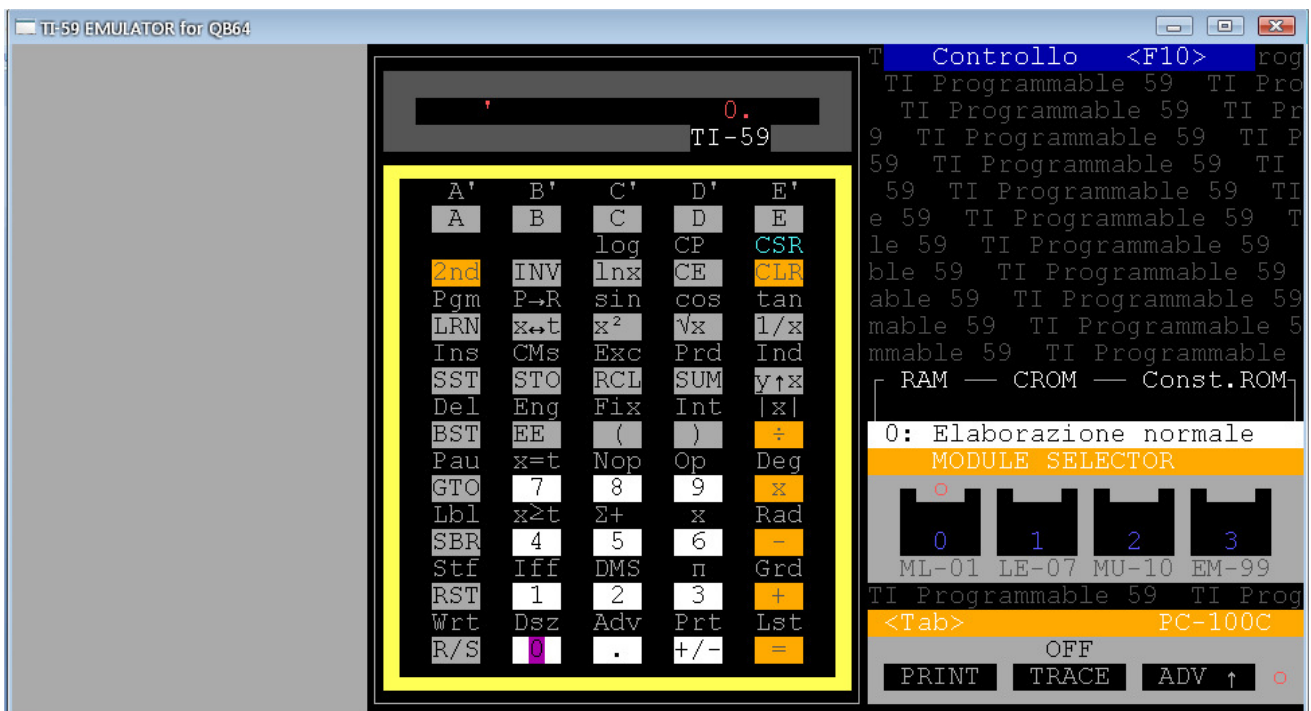 TI-59 EMULATOR for QB64
' 0.
TI-59
A' B' C' D' E'
A B C D E
log CP CSR
2nd INV lnx CE CLR
Pgm P→R sin cos tan
LRN x↔t x² √x 1/x
Ins CMs Exc Prd Ind
SST STO RCL SUM y↑x
Del Eng Fix Int |x|
BST EE ( ) ÷
Pau x=t Nop Op Deg
GTO 7 8 9 x
Lbl x≥t Σ+ x Rad
SBR 4 5 6 -
Stf Iff DMS π Grd
RST 1 2 3 +
Wrt Dsz Adv Prt Lst
R/S 0 . +/- =
T Controllo <F10> rog
TI Programmable 59 TI Pro
TI Programmable 59 TI Pr
9 TI Programmable 59 TI P
59 TI Programmable 59 TI
59 TI Programmable 59 TI
e 59 TI Programmable 59 T
le 59 TI Programmable 59
ble 59 TI Programmable 59
able 59 TI Programmable 59
mable 59 TI Programmable 5
mmable 59 TI Programmable
RAM — CROM — Const.ROM
0: Elaborazione normale
MODULE SELECTOR
0 1 2 3
ML-01 LE-07 MU-10 EM-99
TI Programmable 59 TI Prog
<Tab> PC-100C
OFF
PRINT TRACE ADV ↑